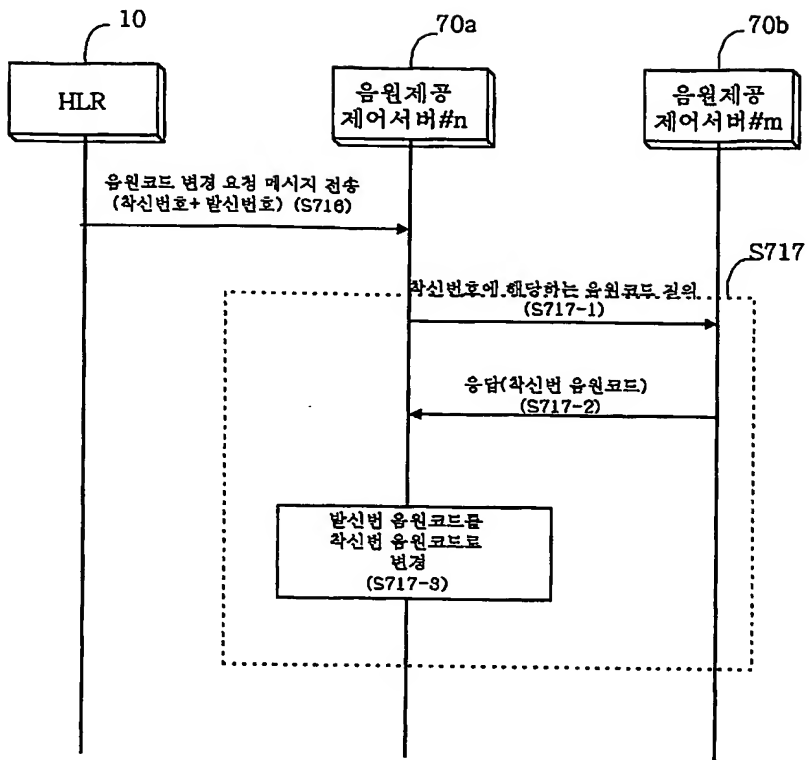 10
70a
70b
HLR
음원제공
제어서버#n
음원제공
제어서버#m
음원코드 변경 요청 메시지 전송
(착신번호+발신번호) (S716)
S717
착신번호에 해당하는 음원코드 질의
(S717-1)
응답(착신번 음원코드)
(S717-2)
발신번 음원코드를
착신번 음원코드로
변경
(S717-3)